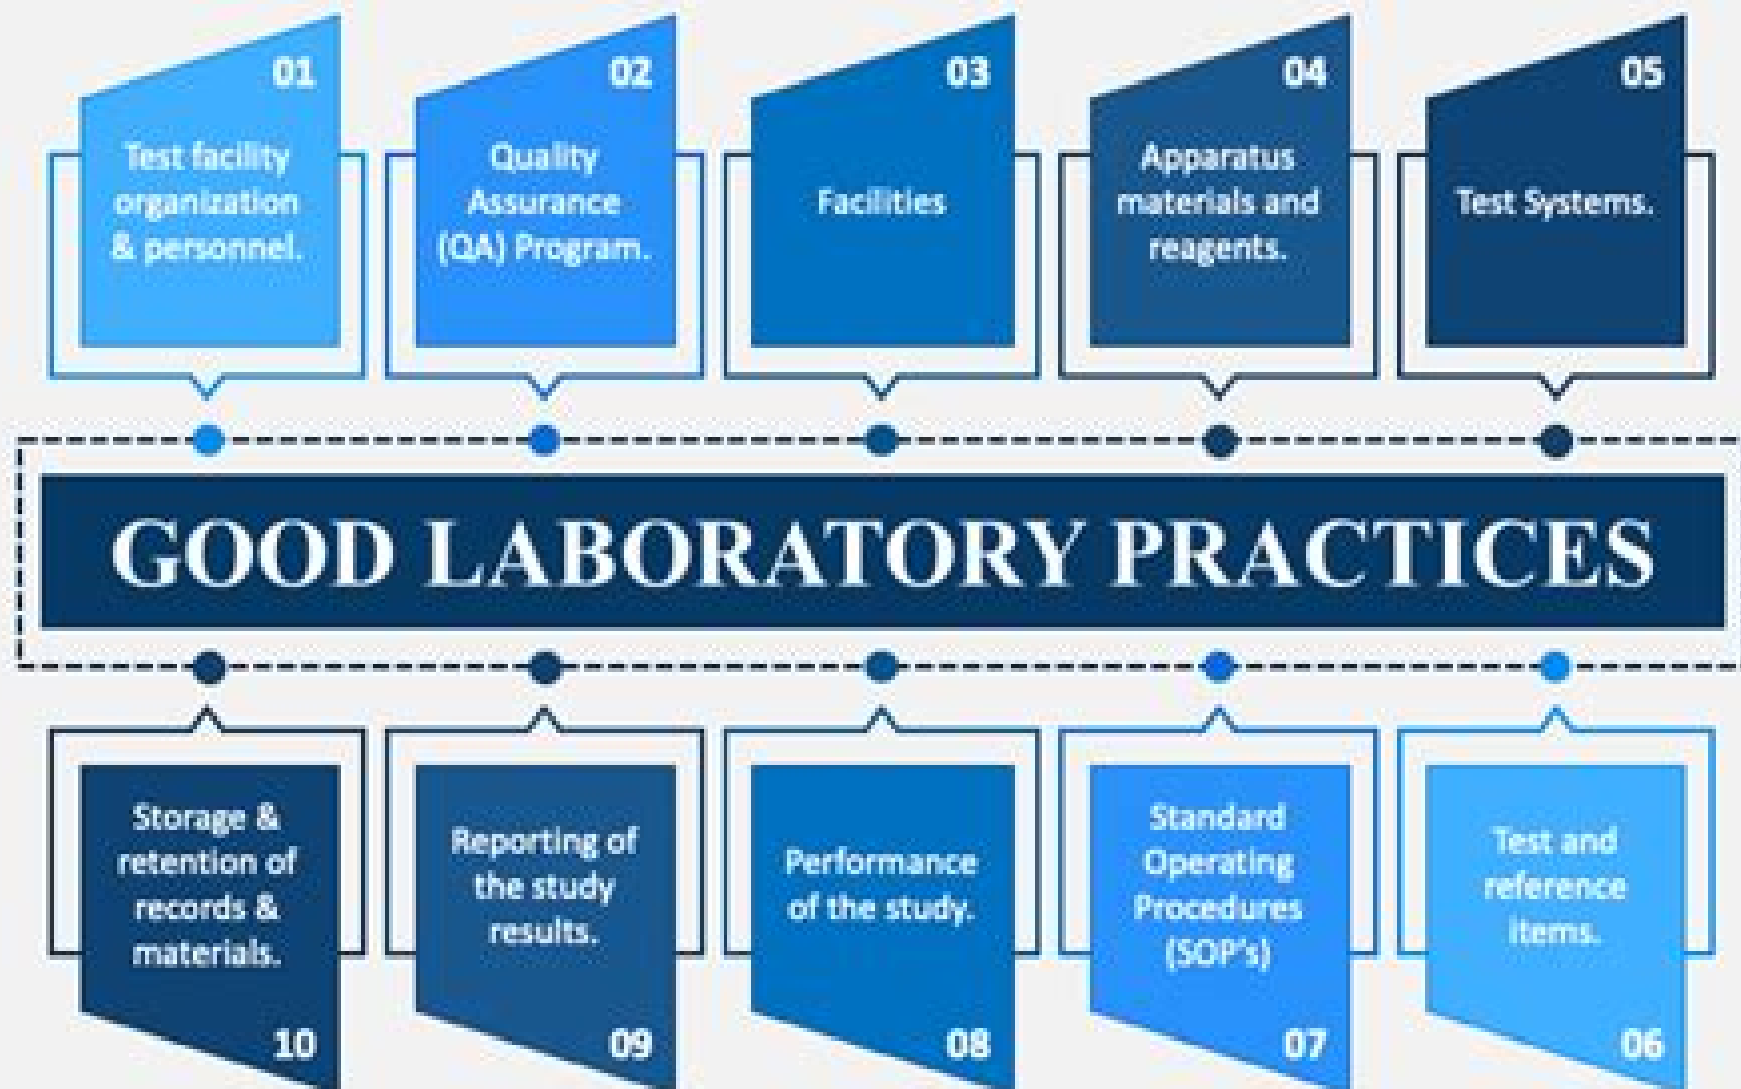 01
Test facility
organization
& personnel.
02
Quality
Assurance
(QA) Program.
03
Facilities
04
Apparatus
materials and
reagents.
05
Test Systems.
GOOD LABORATORY PRACTICES
Storage &
retention of
records &
materials.
10
Reporting of
the study
results.
09
Performance
of the study.
08
Standard
Operating
Procedures
(SOP's)
07
Test and
reference
items.
06